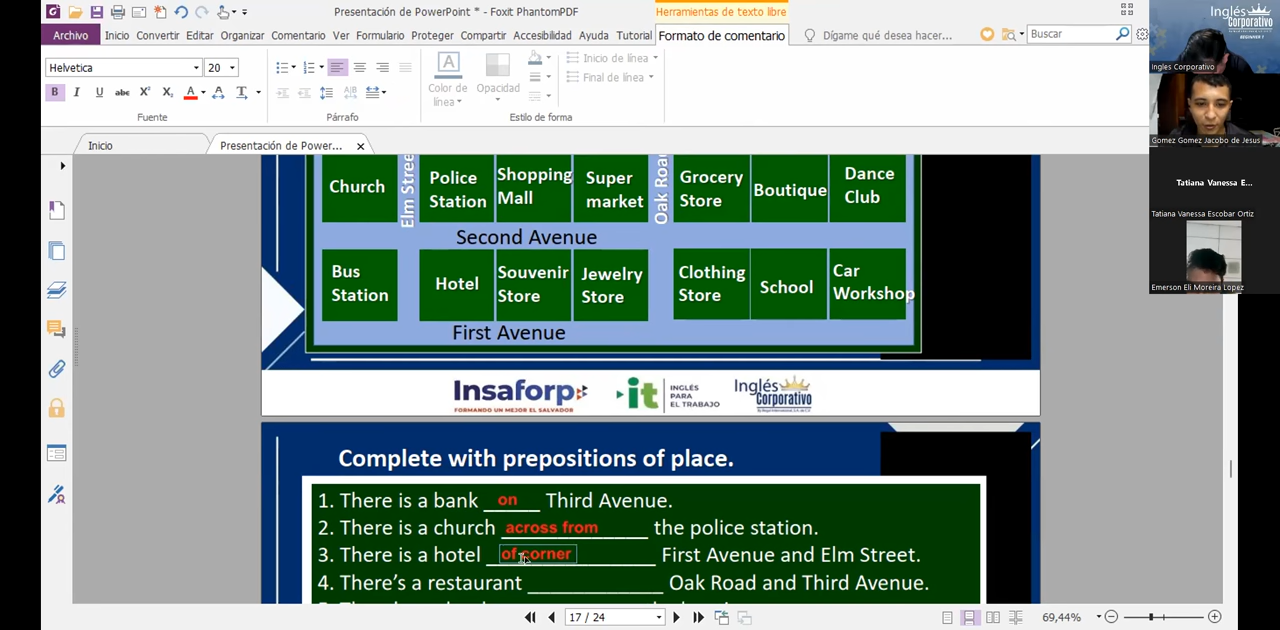 Presentación de PowerPoint * - Foxit PhantomPDF
Herramientas de texto libre
Archivo Inicio Convertir Editar Organizar Comentario Ver Formulario Proteger Compartir Accesibilidad Ayuda Tutorial Formato de comentario Dígame qué desea hacer... Buscar
Helvetica 20
Color de línea
Opacidad
Inicio de línea
Final de línea
Fuente Párrafo Estilo de forma
Inicio Presentación de Power...
Church
Elm Stree
Police Station
Shopping Mall
Super market
Oak Roa
Grocery Store
Boutique
Dance Club
Second Avenue
Bus Station
Hotel
Souvenir Store
Jewelry Store
Clothing Store
School
Car Workshop
First Avenue
Insaforp
FORMANDO UN MEJOR EL SALVADOR
it INGLÉS PARA EL TRABAJO
Inglés Corporativo
Complete with prepositions of place.
1. There is a bank _____ on Third Avenue.
2. There is a church across from the police station.
3. There is a hotel of corner First Avenue and Elm Street.
4. There's a restaurant ____________ Oak Road and Third Avenue.
17 / 24
69,44%
Inglés Corporativo
BEGINNER 1
Ingles Corporativo
Gomez Gomez Jacobo de Jesus
Tatiana Vanessa E...
Tatiana Vanessa Escobar Ortiz
Emerson Eli Moreira Lopez